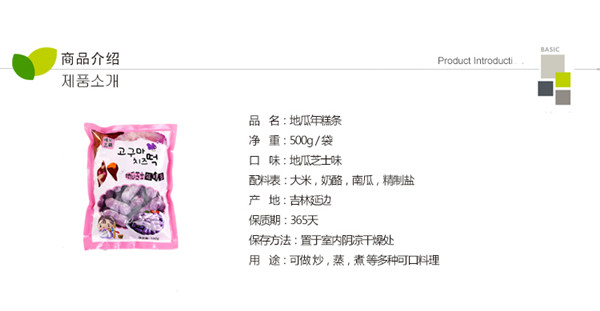 商品介绍
제품소개
Product Introducti
BASIC
고구마
치즈떡
品 名：地瓜年糕条
净 重：500g / 袋
口 味：地瓜芝士味
配料表：大米，奶酪，南瓜，精制盐
产 地：吉林延边
保质期：365天
保存方法：置于室内阴凉干燥处
用 途：可做 炒，蒸，煮 等多种可口料理